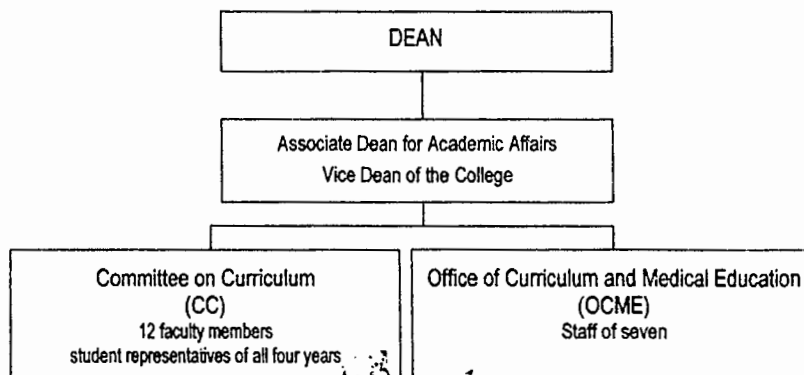 DEAN
Associate Dean for Academic Affairs
Vice Dean of the College
Committee on Curriculum
(CC)
12 faculty members
student representatives of all four years
Office of Curriculum and Medical Education
(OCME)
Staff of seven